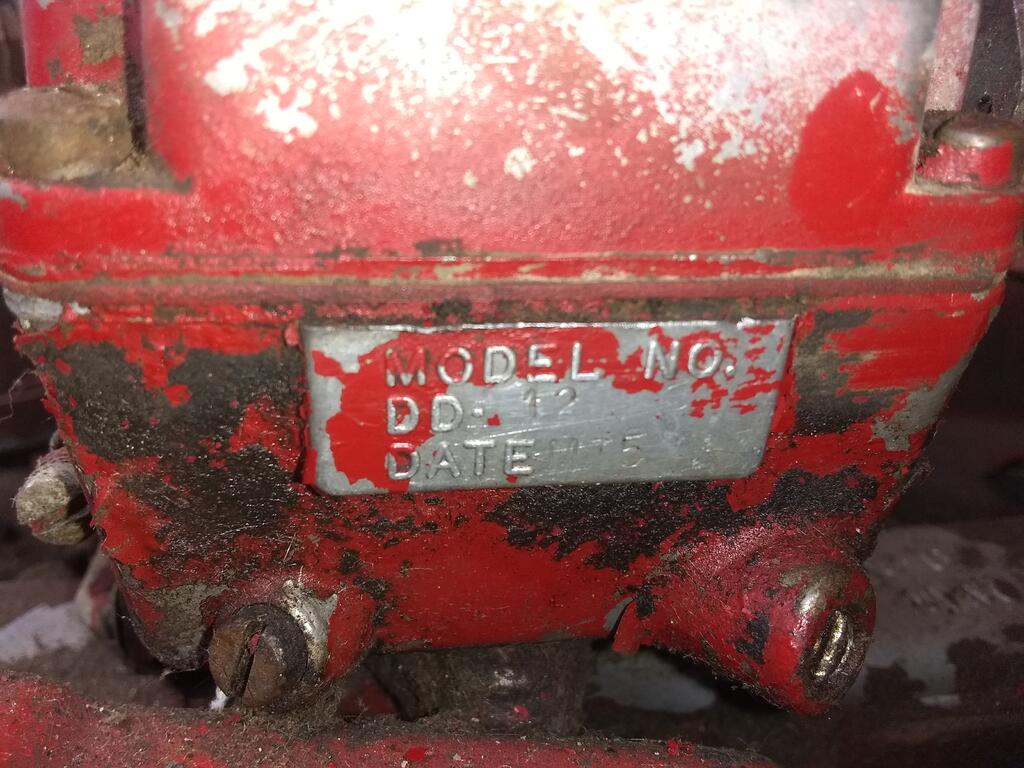 MODEL NO.
DD. 12
DATE